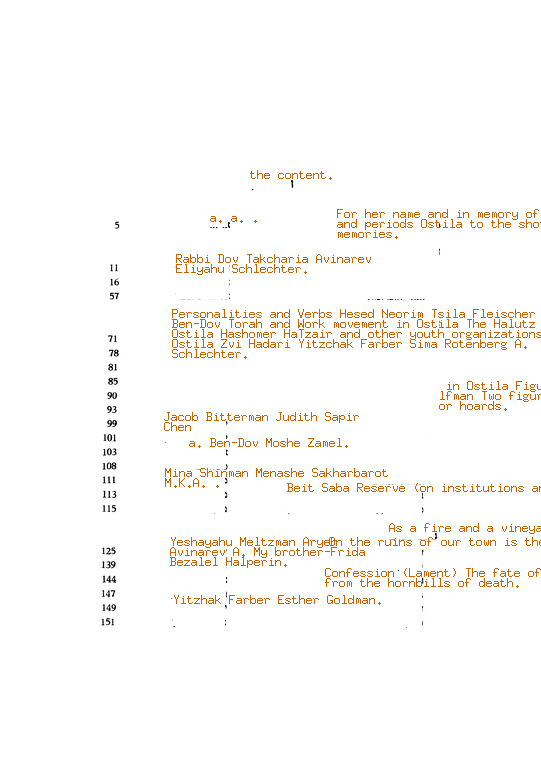 the content.
For her name and in memory of
a. a. .
5 and periods Ostila to the sho
memories.
Rabbi Dov Takcharia Avinarev
11 Eliyahu Schlechter.
16
57
Personalities and Verbs Hesed Neorim Tsila Fleischer
Ben-Dov Torah and Work movement in Ostila The Halutz
71 Ostila Hashomer HaTzair and other youth organizations
Ostila Zvi Hadari Yitzchak Farber Sima Rotenberg A.
78 Schlechter.
81
85 in Ostila Figu
90 lfman Two figur
93 or hoards.
Jacob Bitterman Judith Sapir
99 Chen
101 a. Ben-Dov Moshe Zamel.
103
108
Mina Shinman Menashe Sakharbarot
111 M.K.A. .
Beit Saba Reserve (on institutions an
113
115
As a fire and a vineya
Yeshayahu Meltzman Aryeh
On the ruins of our town is the
125 Avinarev A. My brother-Frida
139 Bezalel Halperin.
Confession (Lament) The fate of
144 from the hornbills of death.
147
Yitzhak Farber Esther Goldman.
149
151